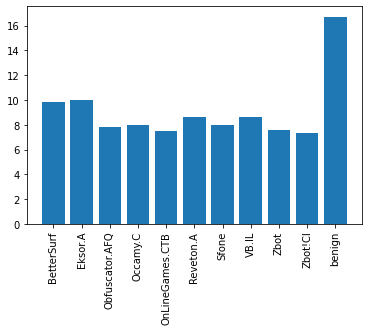 16
14
12
10
8
6
4
2
0
BetterSurf
Eksor.A
Obfuscator.AFQ
Occamy.C
OnLineGames.CTB
Reveton.A
Sfone
VB.IL
Zbot
Zbot!CI
benign